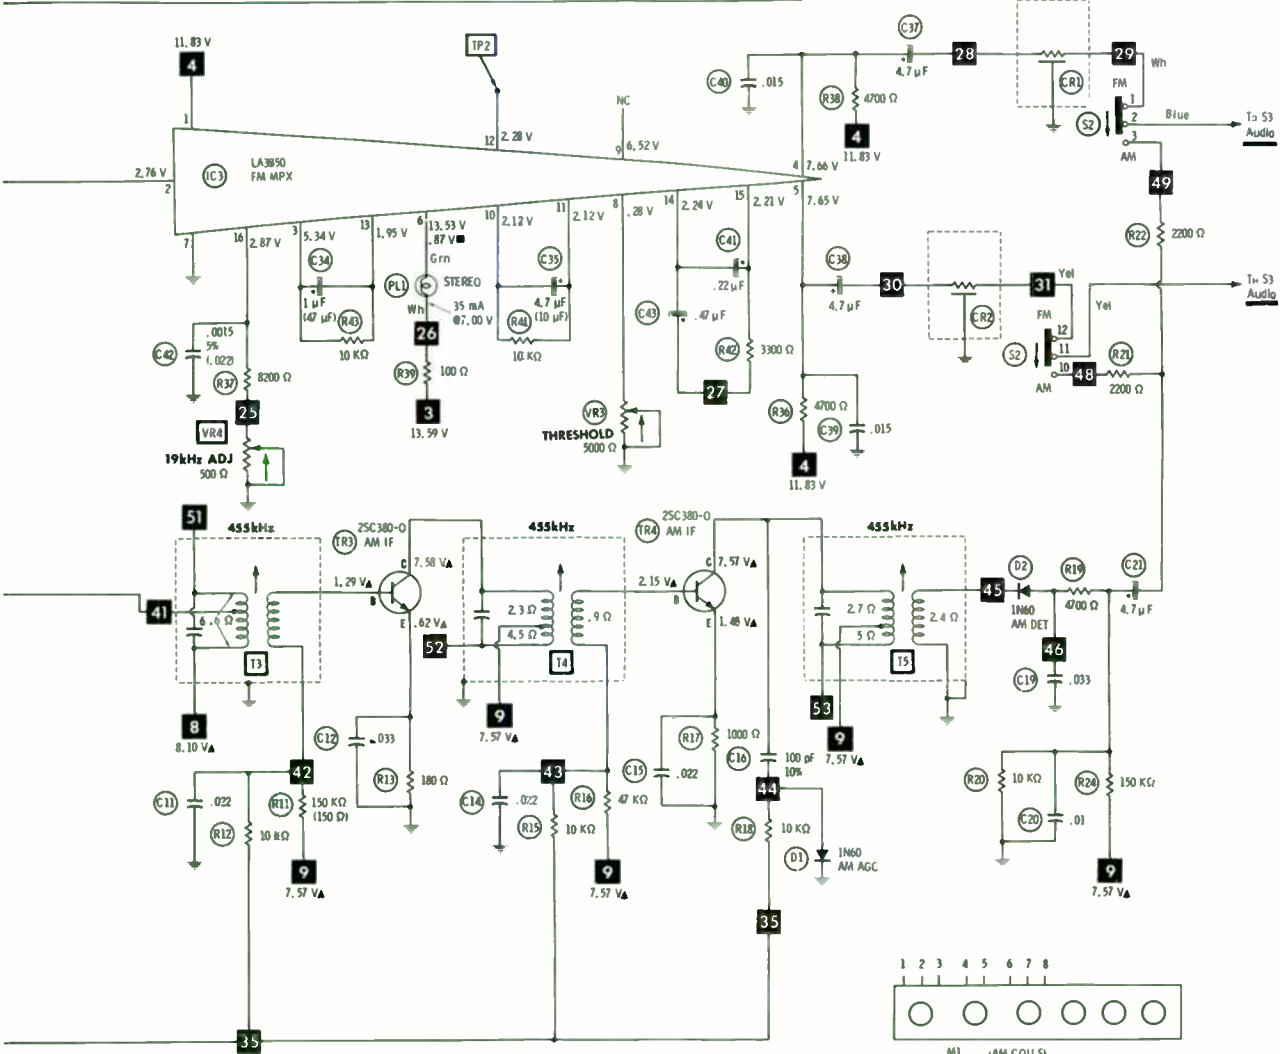 11.83 V
4
1
TP2
12
2.28 V
NC
9
6.52 V
C40
.015
R38
4700 Ω
4
11.83 V
C37
4.7 µF
28
CR1
29
Wh
FM
1
S2
2
Blue
To S3
Audio
3
AM
49
R22
2200 Ω
2.76 V
2
IC3
LA3850
FM MPX
4
7.66 V
5
7.65 V
7
16
2.87 V
3
5.34 V
13
1.95 V
6
13.53 V
.87 V■
Grn
10
2.12 V
11
2.12 V
8
.28 V
14
2.24 V
15
2.21 V
C34
1 µF
(47 µF)
R43
10 KΩ
PL1
STEREO
Wh
35 mA
@7.00 V
26
R39
100 Ω
3
13.59 V
C35
4.7 µF
(10 µF)
R41
10 KΩ
C41
.22 µF
C43
.47 µF
R42
3300 Ω
27
C38
4.7 µF
30
CR2
31
Yel
FM
12
S2
11
10
AM
Yel
Audio
48
R21
2200 Ω
C42
.0015
5%
(.022)
R37
8200 Ω
25
VR4
19kHz ADJ
500 Ω
VR3
THRESHOLD
5000 Ω
R36
4700 Ω
C39
.015
4
11.83 V
51
455kHz
TR3
2SC380-O
AM IF
C
7.58 V▲
1.29 V▲
B
E
.62 V▲
41
6.6 Ω
T3
8
8.10 V▲
42
C11
.022
R12
10 kΩ
R11
150 KΩ
(150 Ω)
9
7.57 V▲
C12
.033
R13
180 Ω
52
455kHz
2.3 Ω
4.5 Ω
.9 Ω
T4
9
7.57 V▲
43
C14
.022
R15
10 KΩ
R16
47 KΩ
9
7.57 V▲
TR4
2SC380-O
AM IF
C
7.57 V▲
2.15 V▲
B
E
1.48 V▲
C15
.022
R17
1000 Ω
C16
100 pF
10%
44
R18
10 KΩ
D1
1N60
AM AGC
35
455kHz
2.7 Ω
5 Ω
2.4 Ω
T5
53
9
7.57 V▲
45
D2
1N60
AM DET
R19
4700 Ω
C21
4.7 µF
46
C19
.033
R20
10 KΩ
C20
.01
R24
150 KΩ
9
7.57 V▲
35
1 2 3 4 5 6 7 8